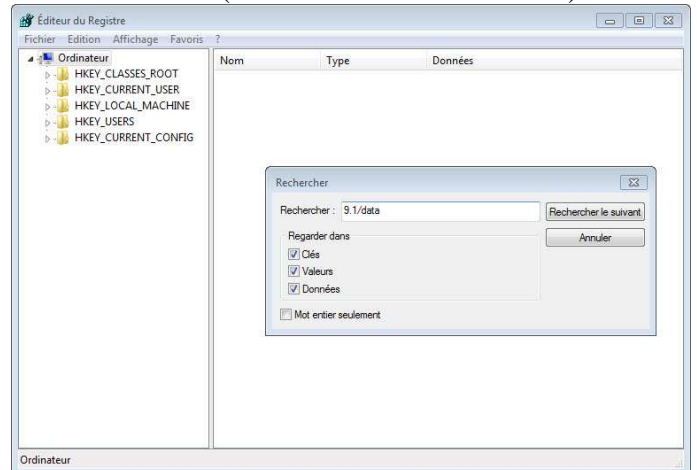 Éditeur du Registre
Fichier Edition Affichage Favoris ?
Ordinateur
HKEY_CLASSES_ROOT
HKEY_CURRENT_USER
HKEY_LOCAL_MACHINE
HKEY_USERS
HKEY_CURRENT_CONFIG
Nom Type Données
Rechercher
Rechercher : 9.1/data Rechercher le suivant
Regarder dans Annuler
Clés
Valeurs
Données
Mot entier seulement
Ordinateur